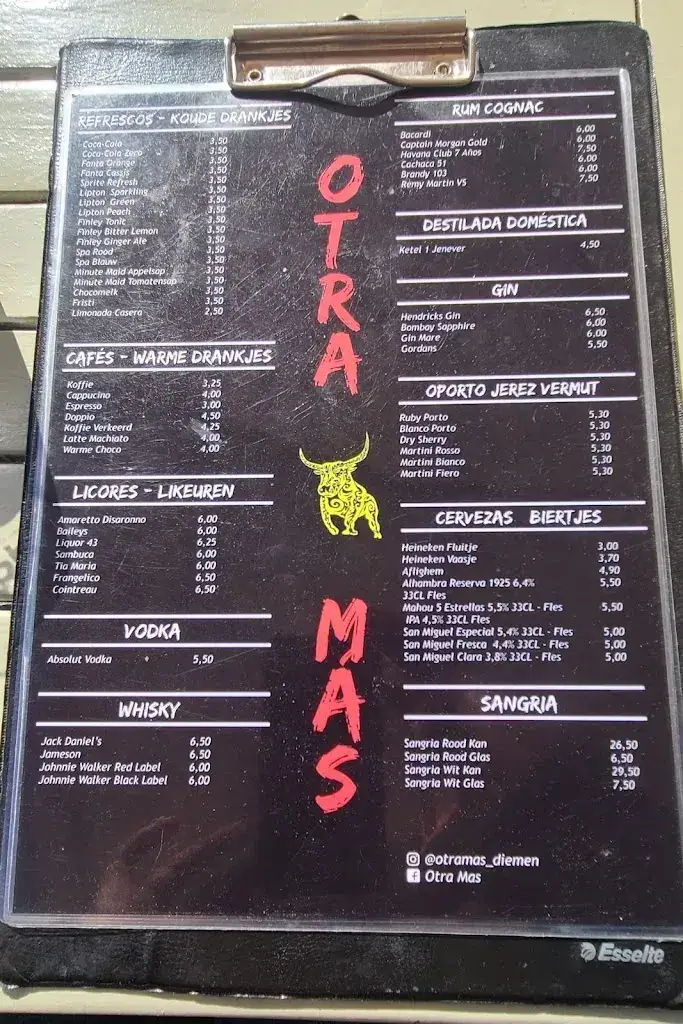 REFRESCOS - KOUDE DRANKJES
Coca-Cola 3,50
Coca-Cola Zero 3,50
Fanta Orange 3,50
Fanta Cassis 3,50
Sprite Refresh 3,50
Lipton Sparkling 3,50
Lipton Green 3,50
Lipton Peach 3,50
Finley Tonic 3,50
Finley Bitter Lemon 3,50
Finley Ginger Ale 3,50
Spa Rood 3,50
Spa Blauw 3,50
Minute Maid Appelsap 3,50
Minute Maid Tomatensap 3,50
Chocomelk 3,50
Fristi 3,50
Limonada Casera 2,50
CAFÉS - WARME DRANKJES
Koffie 3,25
Cappucino 4,00
Espresso 3,00
Doppio 4,50
Koffie Verkeerd 4,25
Latte Machiato 4,00
Warme Choco 4,00
LICORES - LIKEUREN
Amaretto Disaronno 6,00
Baileys 6,00
Liquor 43 6,25
Sambuca 6,00
Tia Maria 6,00
Frangelico 6,50
Cointreau 6,50
VODKA
Absolut Vodka 5,50
WHISKY
Jack Daniel's 6,50
Jameson 6,50
Johnnie Walker Red Label 6,00
Johnnie Walker Black Label 6,00
OTRA
MÁS
RUM COGNAC
Bacardi 6,00
Captain Morgan Gold 6,00
Havana Club 7 Años 7,50
Cachaca 51 6,00
Brandy 103 6,00
Remy Martin VS 7,50
DESTILADA DOMÉSTICA
Ketel 1 Jenever 4,50
GIN
Hendricks Gin 6,50
Bombay Sapphire 6,00
Gin Mare 6,00
Gordans 5,50
OPORTO JEREZ VERMUT
Ruby Porto 5,30
Blanco Porto 5,30
Dry Sherry 5,30
Martini Rosso 5,30
Martini Bianco 5,30
Martini Fiero 5,30
CERVEZAS BIERTJES
Heineken Fluitje 3,00
Heineken Vaasje 3,70
Aflighem 4,90
Alhambra Reserva 1925 6,4% 5,50
33CL Fles
Mahou 5 Estrellas 5,5% 33CL - Fles 5,50
IPA 4,5% 33CL Fles
San Miguel Especial 5,4% 33CL - Fles 5,00
San Miguel Fresca 4,4% 33CL - Fles 5,00
San Miguel Clara 3,8% 33CL - Fles 5,00
SANGRIA
Sangria Rood Kan 26,50
Sangria Rood Glas 6,50
Sangria Wit Kan 29,50
Sangria Wit Glas 7,50
@otramas_diemen
Otra Mas
Esselte